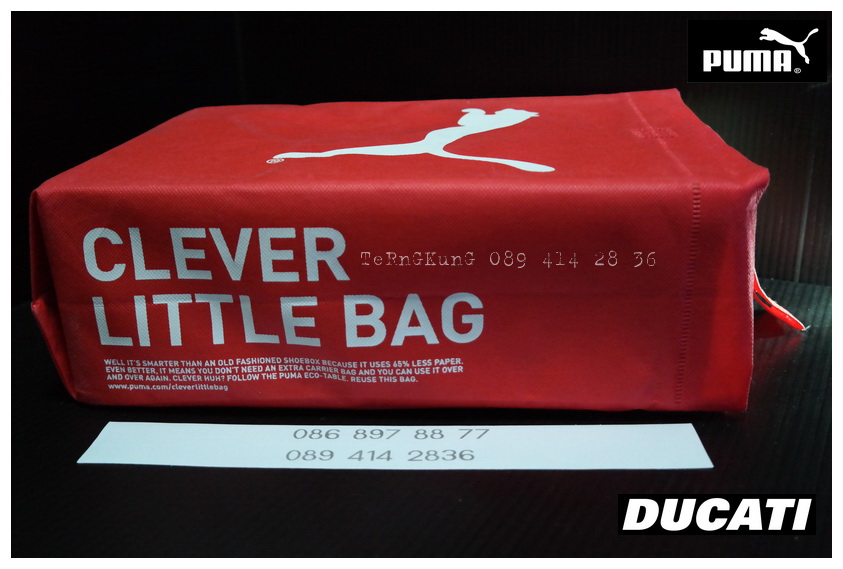 PUMA
CLEVER
LITTLE BAG
TeRnGKunG 089 414 28 36
WELL IT'S SMARTER THAN AN OLD FASHIONED SHOEBOX BECAUSE IT USES 65% LESS PAPER.
EVEN BETTER, IT MEANS YOU DON'T NEED AN EXTRA CARRIER BAG AND YOU CAN USE IT OVER
AND OVER AGAIN. CLEVER HUH? FOLLOW THE PUMA ECO-TABLE. REUSE THIS BAG.
www.puma.com/cleverlittlebag
086 897 88 77
089 414 2836
DUCATI